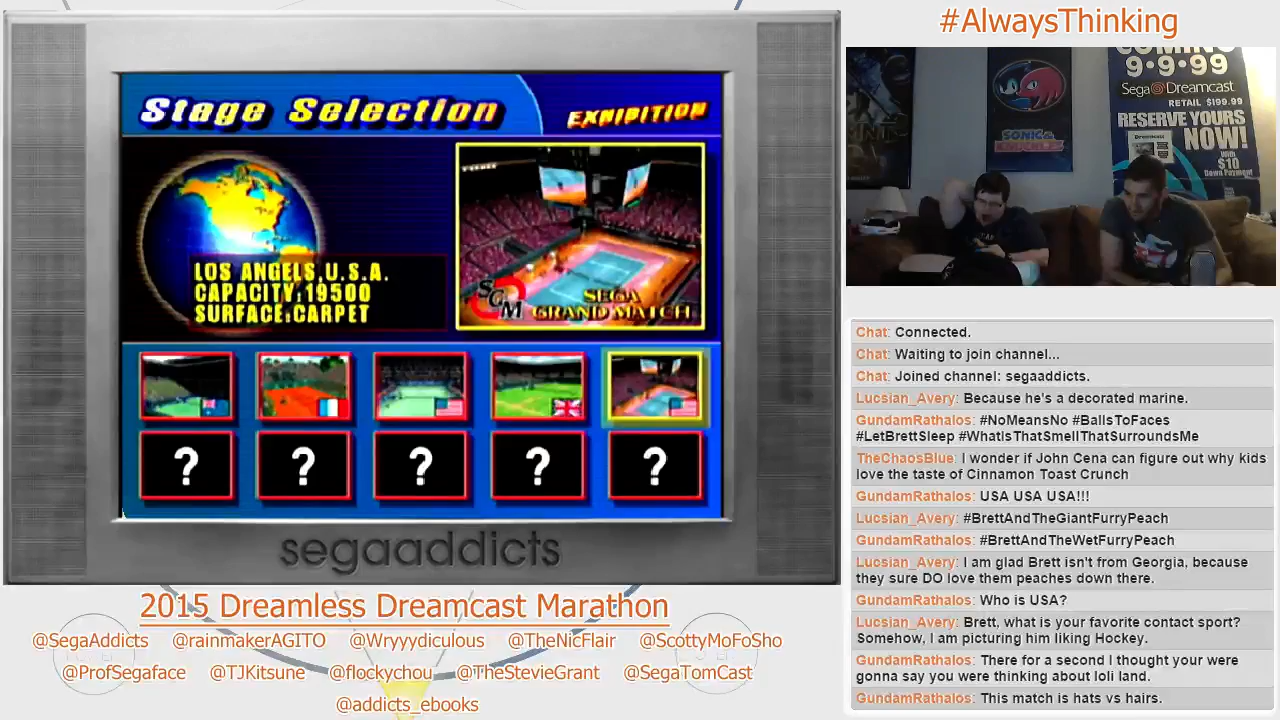 #AlwaysThinking
Stage Selection
EXHIBITION
LOS ANGELS,U.S.A.
CAPACITY:19500
SURFACE:CARPET
SGM
SEGA
GRAND MATCH
?
?
?
?
?
segaaddicts
9·9·99
Sega Dreamcast
RETAIL $199.99
RESERVE YOURS
NOW!
With
$10
Down Payment
SONIC &
KNUCKLES
Chat: Connected.
Chat: Waiting to join channel...
Chat: Joined channel: segaaddicts.
Lucsian_Avery: Because he's a decorated marine.
GundamRathalos: #NoMeansNo #BallsToFaces
#LetBrettSleep #WhatIsThatSmellThatSurroundsMe
TheChaosBlue: I wonder if John Cena can figure out why kids
love the taste of Cinnamon Toast Crunch
GundamRathalos: USA USA USA!!!
Lucsian_Avery: #BrettAndTheGiantFurryPeach
GundamRathalos: #BrettAndTheWetFurryPeach
Lucsian_Avery: I am glad Brett isn't from Georgia, because
they sure DO love them peaches down there.
GundamRathalos: Who is USA?
Lucsian_Avery: Brett, what is your favorite contact sport?
Somehow, I am picturing him liking Hockey.
GundamRathalos: There for a second I thought your were
gonna say you were thinking about loli land.
GundamRathalos: This match is hats vs hairs.
2015 Dreamless Dreamcast Marathon
@SegaAddicts @rainmakerAGITO @Wryyydiculous @TheNicFlair @ScottyMoFoSho
@ProfSegaface @TJKitsune @flockychou @TheStevieGrant @SegaTomCast
@addicts_ebooks